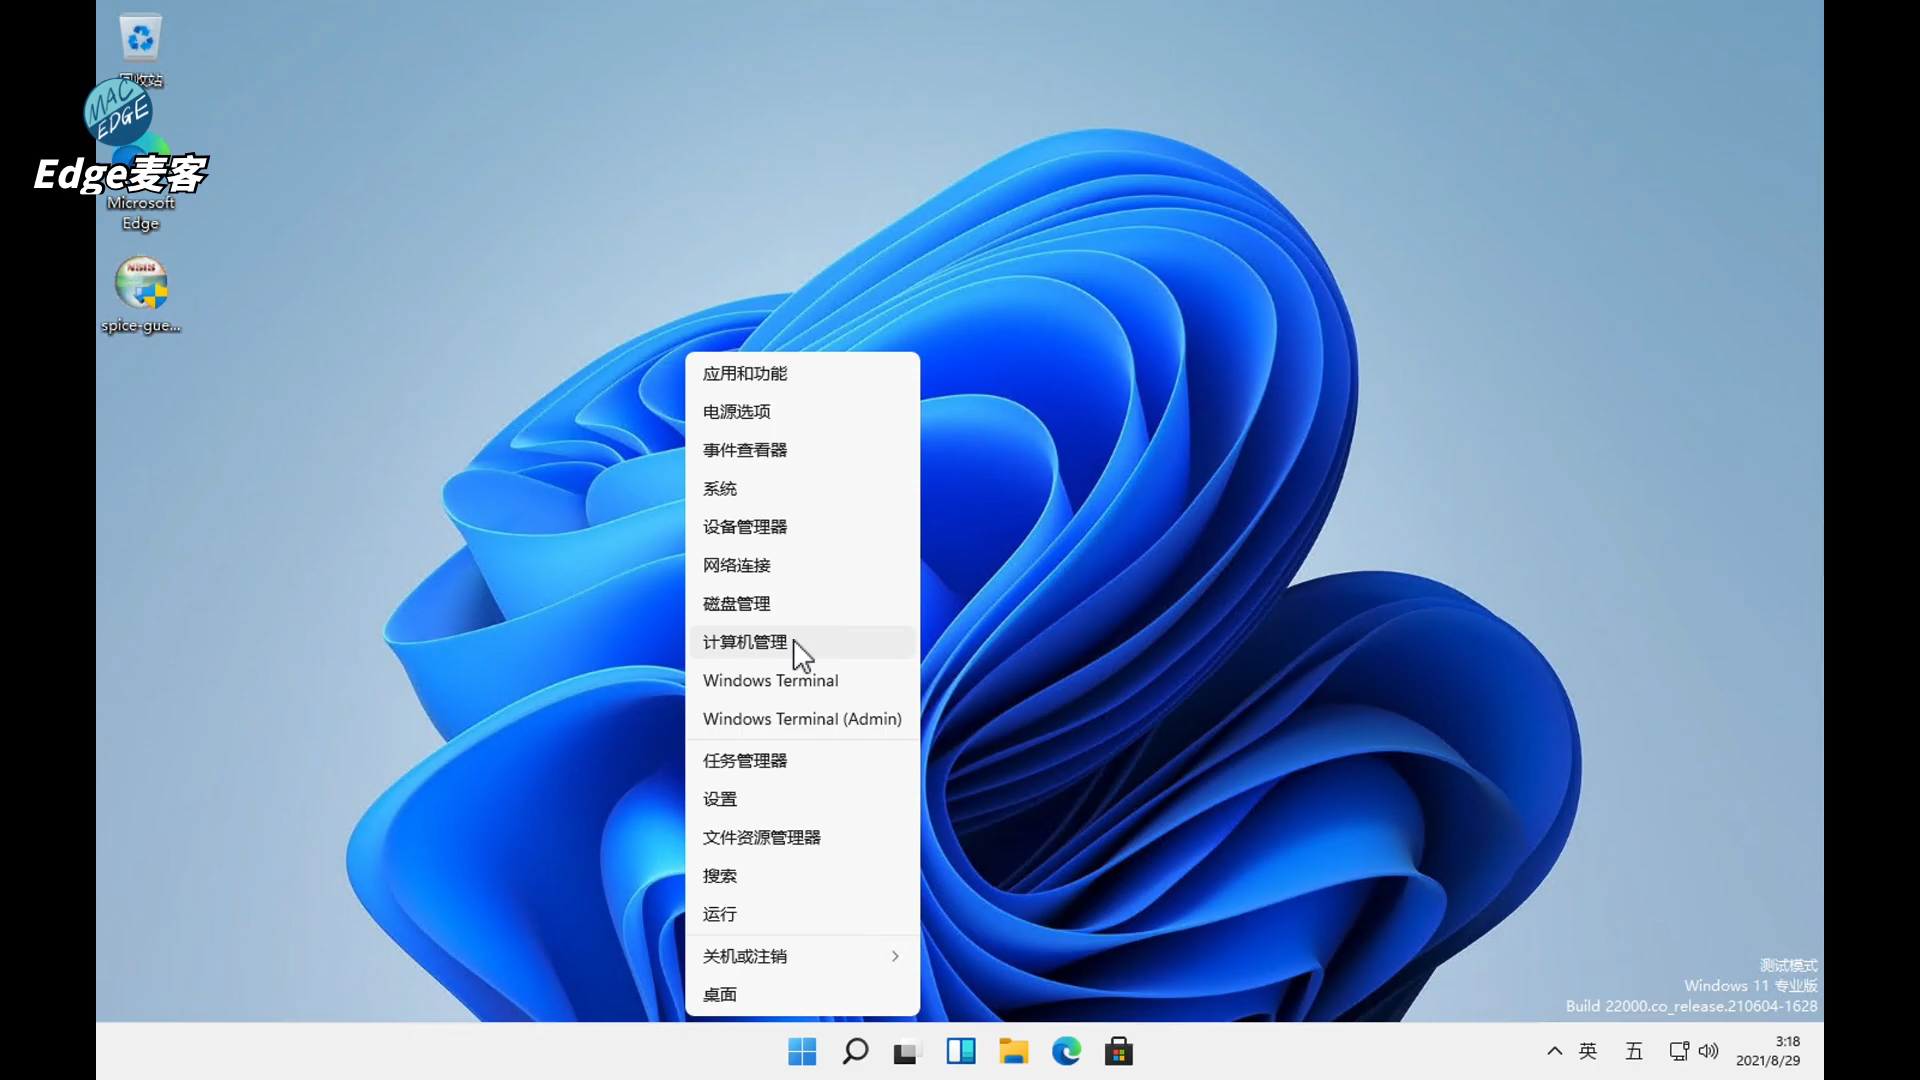 回收站
MAC
EDGE
Edge麦客
Microsoft
Edge
NSIS
spice-gue...
应用和功能
电源选项
事件查看器
系统
设备管理器
网络连接
磁盘管理
计算机管理
Windows Terminal
Windows Terminal (Admin)
任务管理器
设置
文件资源管理器
搜索
运行
关机或注销
桌面
测试模式
Windows 11 专业版
Build 22000.co_release.210604-1628
英
五
3:18
2021/8/29